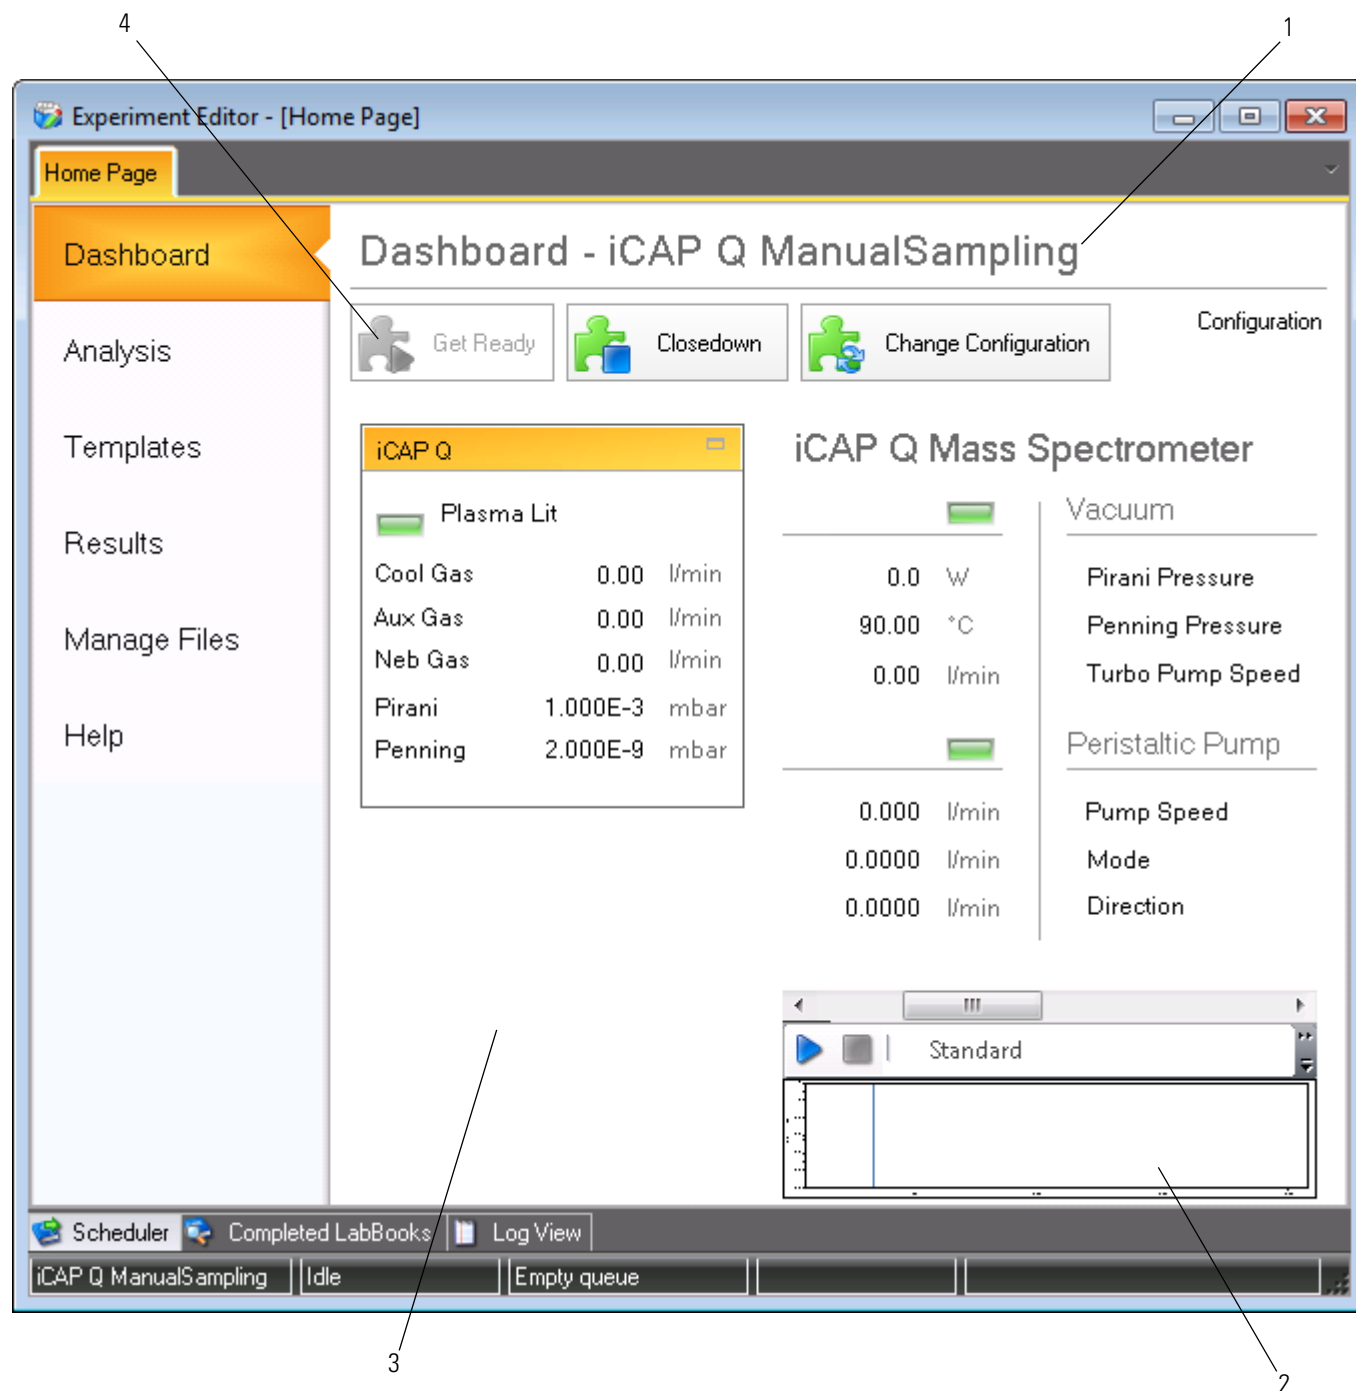 4
1
Experiment Editor - [Home Page]
Home Page
Dashboard
Analysis
Templates
Results
Manage Files
Help
Dashboard - iCAP Q ManualSampling
Get Ready
Closedown
Change Configuration
Configuration
iCAP Q
Plasma Lit
Cool Gas 0.00 l/min
Aux Gas 0.00 l/min
Neb Gas 0.00 l/min
Pirani 1.000E-3 mbar
Penning 2.000E-9 mbar
iCAP Q Mass Spectrometer
0.0 W
90.00 °C
0.00 l/min
0.000 l/min
0.0000 l/min
0.0000 l/min
Vacuum
Pirani Pressure
Penning Pressure
Turbo Pump Speed
Peristaltic Pump
Pump Speed
Mode
Direction
Standard
Scheduler
Completed LabBooks
Log View
iCAP Q ManualSampling
Idle
Empty queue
3
2